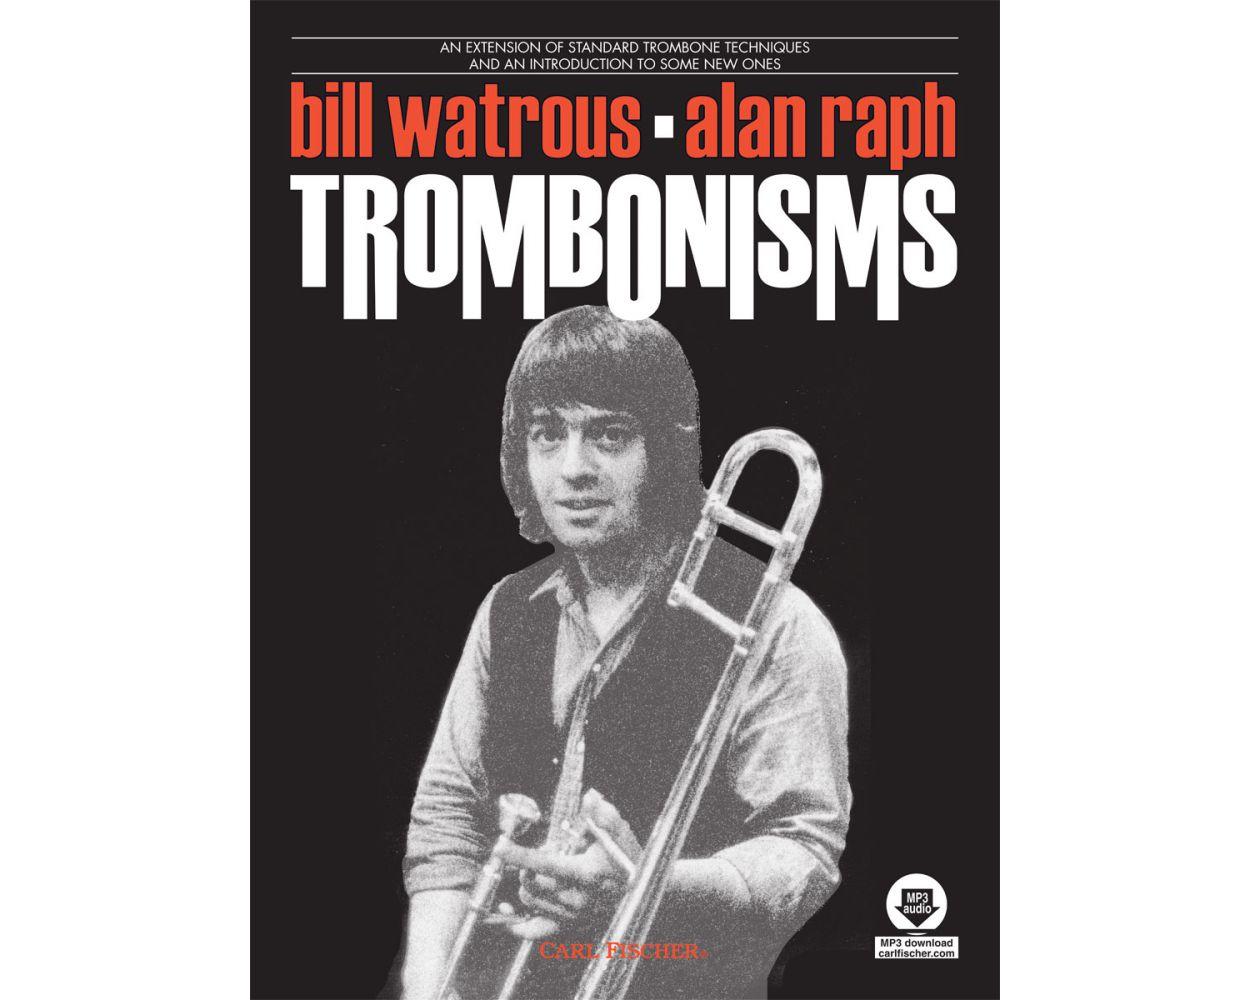 AN EXTENSION OF STANDARD TROMBONE TECHNIQUES
AND AN INTRODUCTION TO SOME NEW ONES
bill watrous ▪ alan raph
TROMBONISMS
MP3
audio
MP3 download
carlfischer.com
CARL FISCHER®